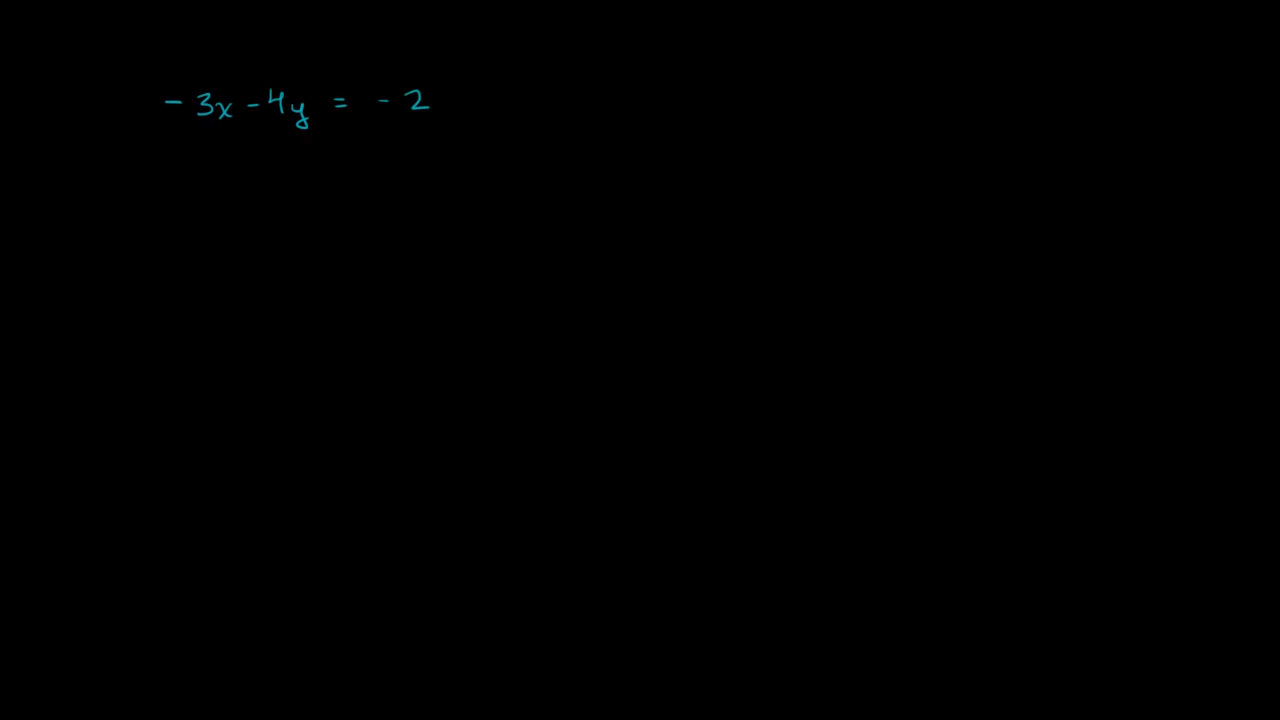 - 3x - 4y = - 2